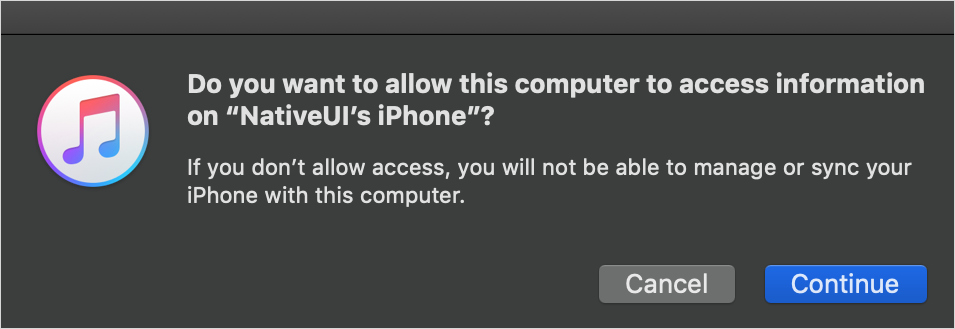 Do you want to allow this computer to access information
on “NativeUI’s iPhone”?
If you don’t allow access, you will not be able to manage or sync your
iPhone with this computer.
Cancel
Continue